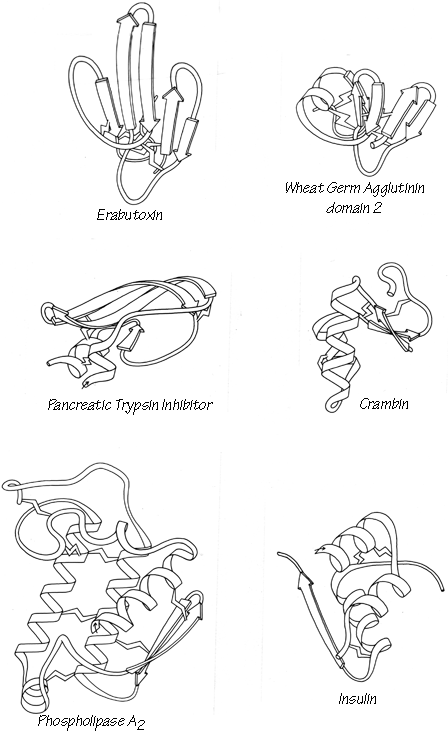 Erabutoxin
Wheat Germ Agglutinin
domain 2
Pancreatic Trypsin Inhibitor
Crambin
Phospholipase A2
Insulin